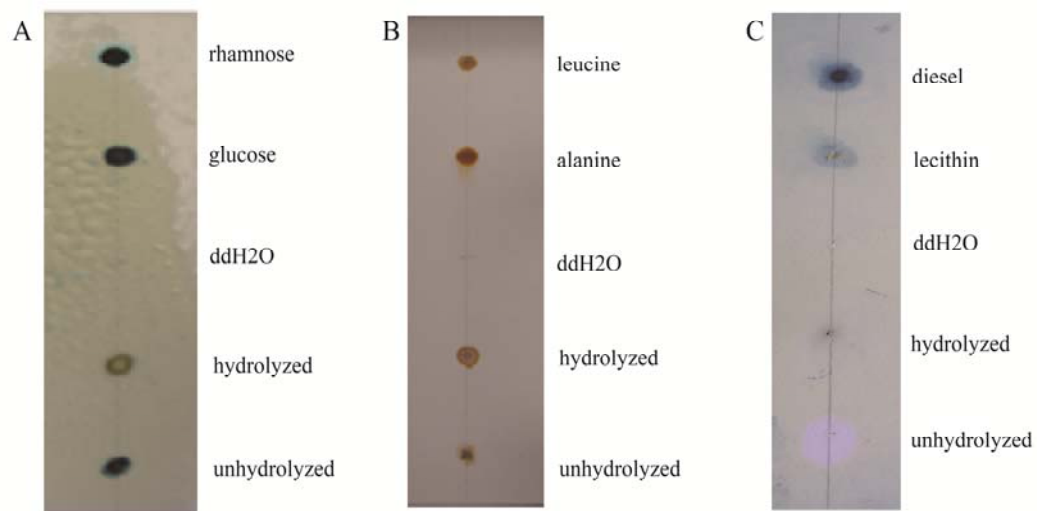 A
rhamnose
glucose
ddH2O
hydrolyzed
unhydrolyzed
B
leucine
alanine
ddH2O
hydrolyzed
unhydrolyzed
C
diesel
lecithin
ddH2O
hydrolyzed
unhydrolyzed